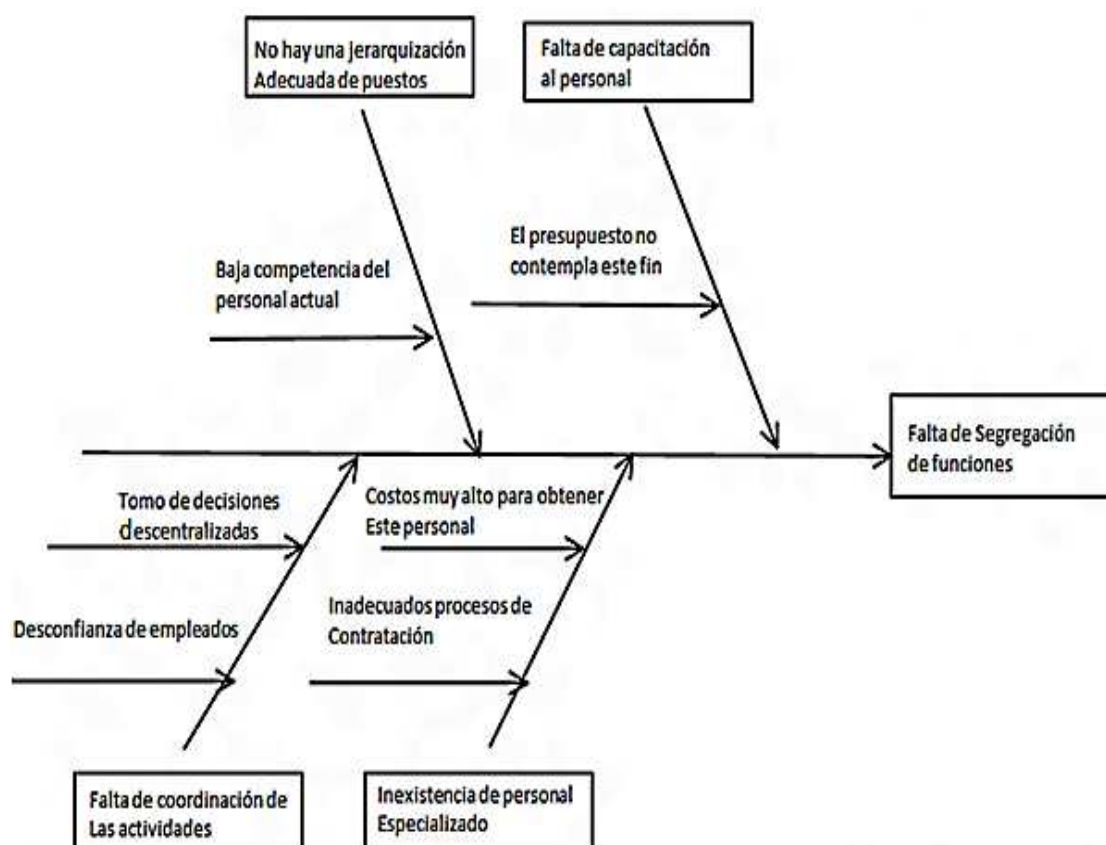 No hay una jerarquización
Adecuada de puestos
Falta de capacitación
al personal
El presupuesto no
contempla este fin
Baja competencia del
personal actual
Falta de Segregación
de funciones
Tomo de decisiones
descentralizadas
Costos muy alto para obtener
Este personal
Desconfianza de empleados
Inadecuados procesos de
Contratación
Falta de coordinación de
Las actividades
Inexistencia de personal
Especializado